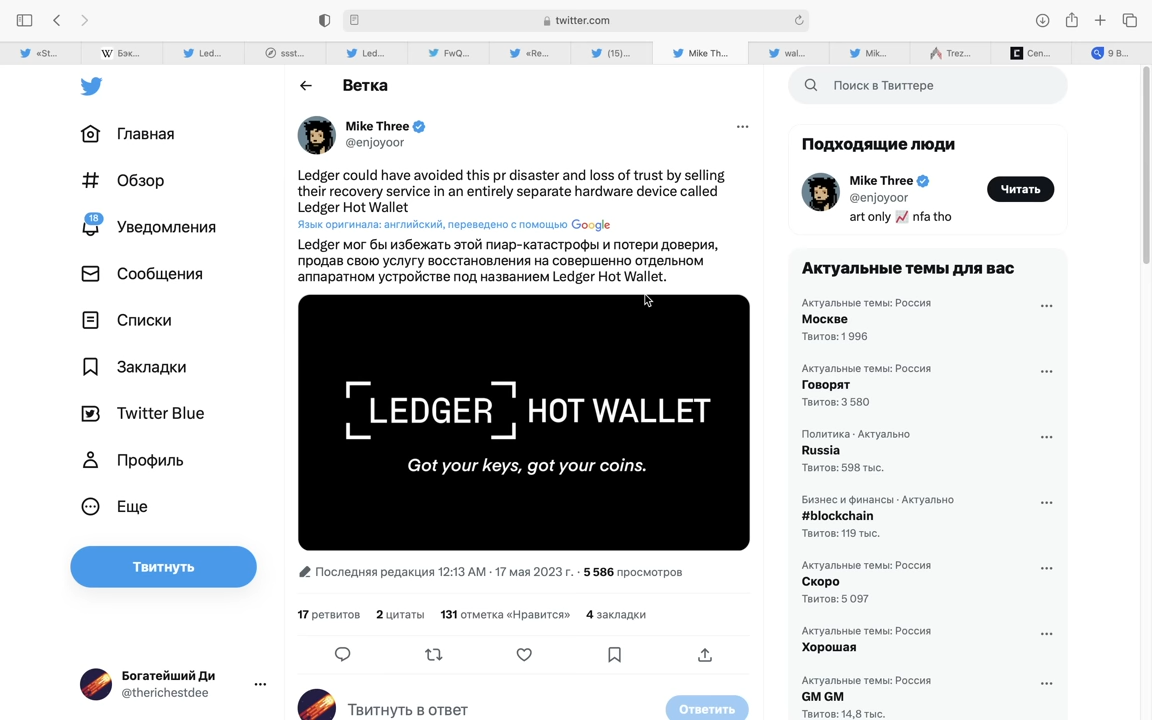 twitter.com
«St...
Бэк...
Led...
ssst...
Led...
FwQ...
«Re...
(15)...
Mike Th...
wal...
Mik...
Trez...
Cen...
9 В...
Ветка
Поиск в Твиттере
Главная
Обзор
18
Уведомления
Сообщения
Списки
Закладки
Twitter Blue
Профиль
Еще
Твитнуть
Богатейший Ди
@therichestdee
Mike Three
@enjoyoor
Ledger could have avoided this pr disaster and loss of trust by selling
their recovery service in an entirely separate hardware device called
Ledger Hot Wallet
Язык оригинала: английский, переведено с помощью Google
Ledger мог бы избежать этой пиар-катастрофы и потери доверия,
продав свою услугу восстановления на совершенно отдельном
аппаратном устройстве под названием Ledger Hot Wallet.
LEDGER HOT WALLET
Got your keys, got your coins.
Последняя редакция 12:13 AM · 17 мая 2023 г. · 5 586 просмотров
17 ретвитов 2 цитаты 131 отметка «Нравится» 4 закладки
Твитнуть в ответ
Ответить
Подходящие люди
Mike Three
@enjoyoor
Читать
art only 📈 nfa tho
Актуальные темы для вас
Актуальные темы: Россия
Москве
Твитов: 1 996
Актуальные темы: Россия
Говорят
Твитов: 3 580
Политика · Актуально
Russia
Твитов: 598 тыс.
Бизнес и финансы · Актуально
#blockchain
Твитов: 119 тыс.
Актуальные темы: Россия
Скоро
Твитов: 5 097
Актуальные темы: Россия
Хорошая
Актуальные темы: Россия
GM GM
Твитов: 14,8 тыс.